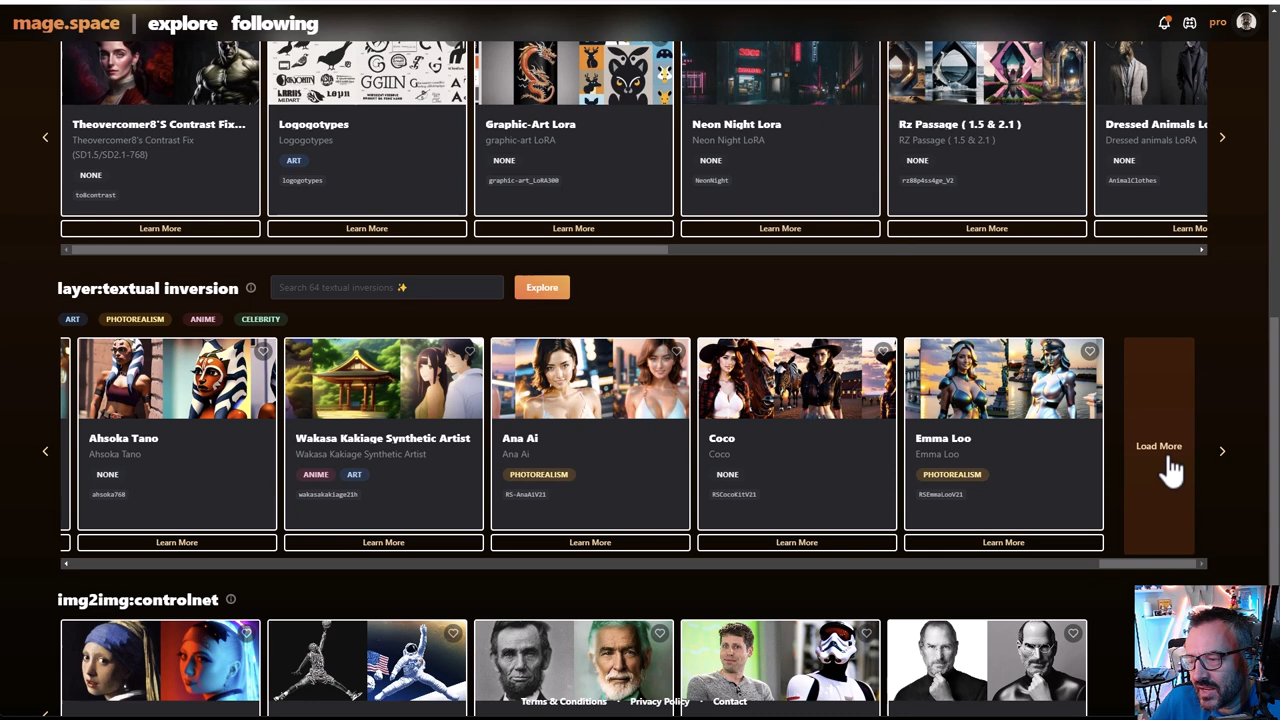 mage.space | explore following
pro
Theovercomer8'S Contrast Fix...
Theovercomer8's Contrast Fix
(SD1.5/SD2.1-768)
NONE
to8contrast
Logogotypes
Logogotypes
ART
logogotypes
Graphic-Art Lora
graphic-art LoRA
NONE
graphic_art_LoRA300
Neon Night Lora
Neon Night LoRA
NONE
NeonNight
Rz Passage ( 1.5 & 2.1 )
RZ Passage ( 1.5 & 2.1 )
NONE
rz88p4ss4ge_V2
Dressed Animals Lo
Dressed animals LoRA
NONE
AnimalClothes
Learn More
Learn More
Learn More
Learn More
Learn More
Learn Mo
layer:textual inversion
Search 64 textual inversions ✨
Explore
ART
PHOTOREALISM
ANIME
CELEBRITY
Ahsoka Tano
Ahsoka Tano
NONE
ahsoka768
Wakasa Kakiage Synthetic Artist
Wakasa Kakiage Synthetic Artist
ANIME
ART
wakasakakiage21h
Ana Ai
Ana Ai
PHOTOREALISM
RS-AnaAiV21
Coco
Coco
NONE
RSCocoKitV21
Emma Loo
Emma Loo
PHOTOREALISM
RSEmmaLooV21
Load More
Learn More
Learn More
Learn More
Learn More
Learn More
img2img:controlnet
Terms & Conditions · Privacy Policy · Contact